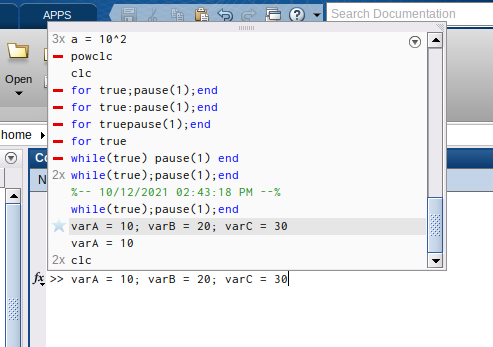 APPS
Search Documentation
3x a = 10^2
powclc
clc
for true;pause(1);end
for true:pause(1);end
for truepause(1);end
for true
while(true) pause(1) end
2x while(true);pause(1);end
%-- 10/12/2021 02:43:18 PM --%
while(true);pause(1);end
varA = 10; varB = 20; varC = 30
varA = 10
2x clc
Open
home
Co
N
fx >> varA = 10; varB = 20; varC = 30